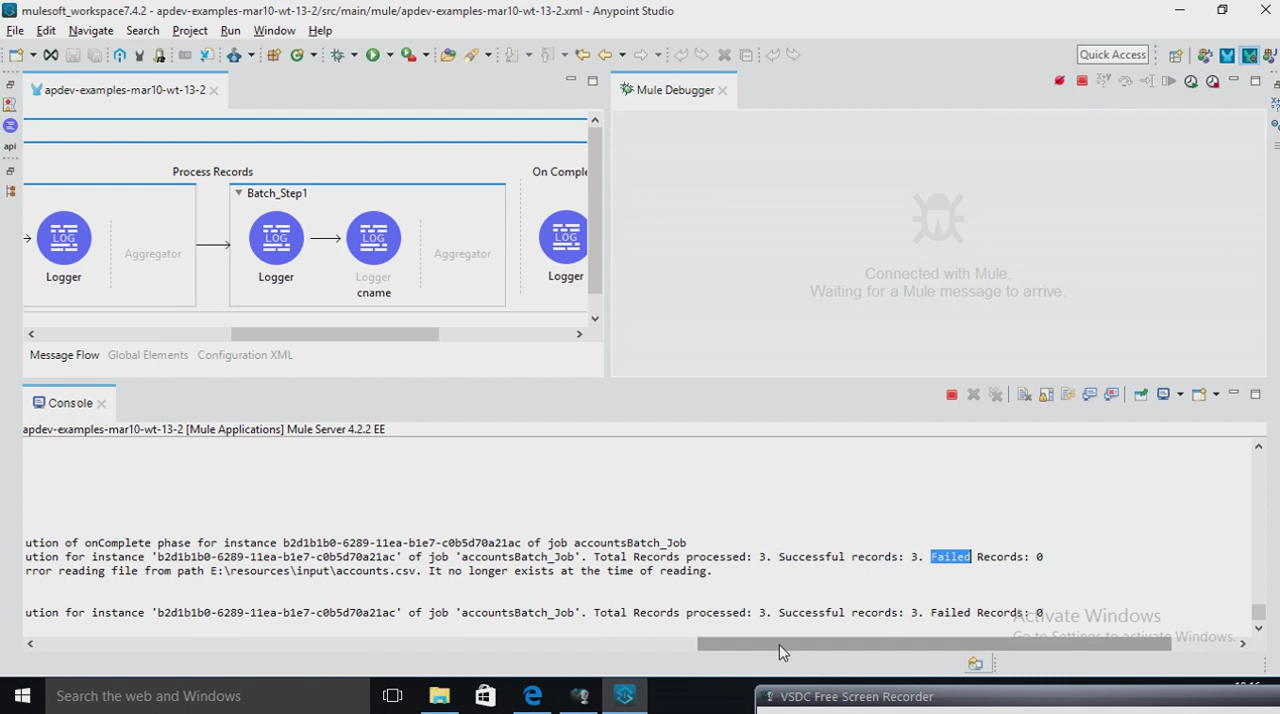 mulesoft_workspace7.4.2 - apdev-examples-mar10-wt-13-2/src/main/mule/apdev-examples-mar10-wt-13-2.xml - Anypoint Studio
File Edit Navigate Search Project Run Window Help
Quick Access
apdev-examples-mar10-wt-13-2
Mule Debugger
api
Process Records
On Comple
Batch_Step1
LOG
LOG
LOG
LOG
Aggregator
Aggregator
Logger
Logger
Logger
Logger
cname
Connected with Mule.
Waiting for a Mule message to arrive.
Message Flow Global Elements Configuration XML
Console
apdev-examples-mar10-wt-13-2 [Mule Applications] Mule Server 4.2.2 EE
ution of onComplete phase for instance b2d1b1b0-6289-11ea-b1e7-c0b5d70a21ac of job accountsBatch_Job
ution for instance 'b2d1b1b0-6289-11ea-b1e7-c0b5d70a21ac' of job 'accountsBatch_Job'. Total Records processed: 3. Successful records: 3. Failed Records: 0
rror reading file from path E:\rources\input\accounts.csv. It no longer exists at the time of reading.
ution for instance 'b2d1b1b0-6289-11ea-b1e7-c0b5d70a21ac' of job 'accountsBatch_Job'. Total Records processed: 3. Successful records: 3. Failed Records: 0
Activate Windows
Go to Settings to activate Windows.
Search the web and Windows
VSDC Free Screen Recorder